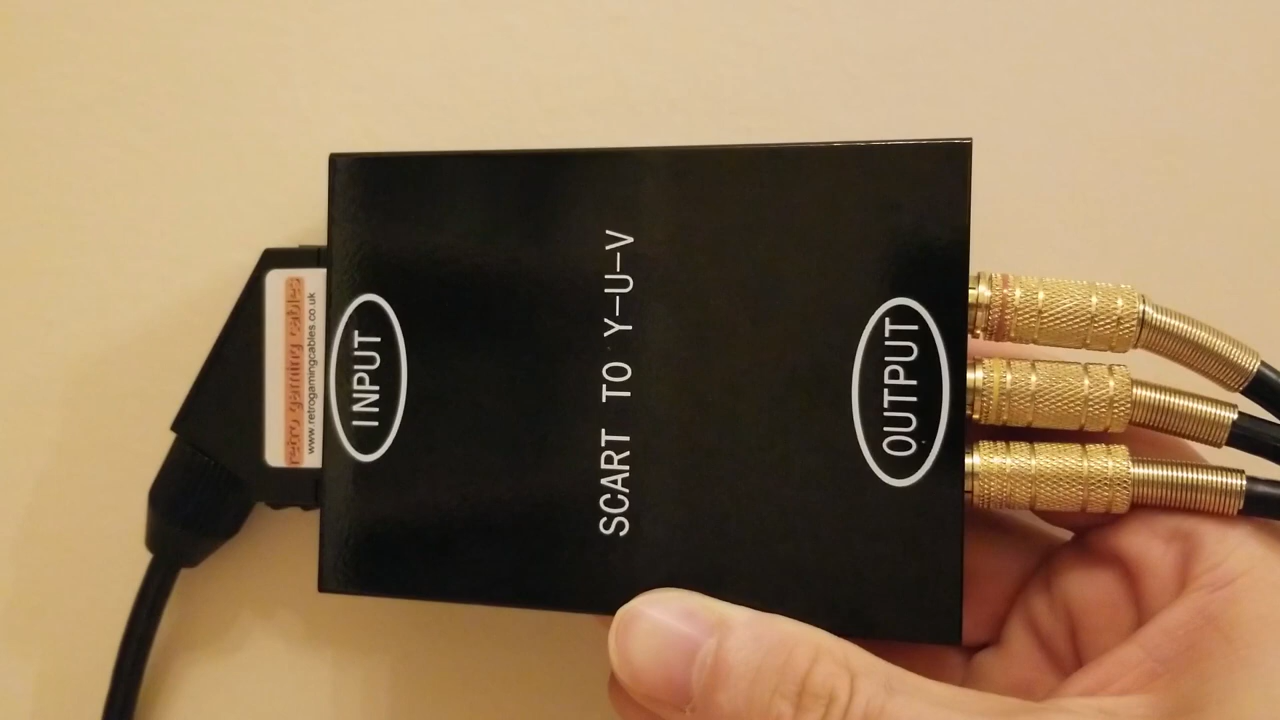 retro gaming cables
www.retrogamingcables.co.uk
INPUT
SCART TO Y-U-V
OUTPUT